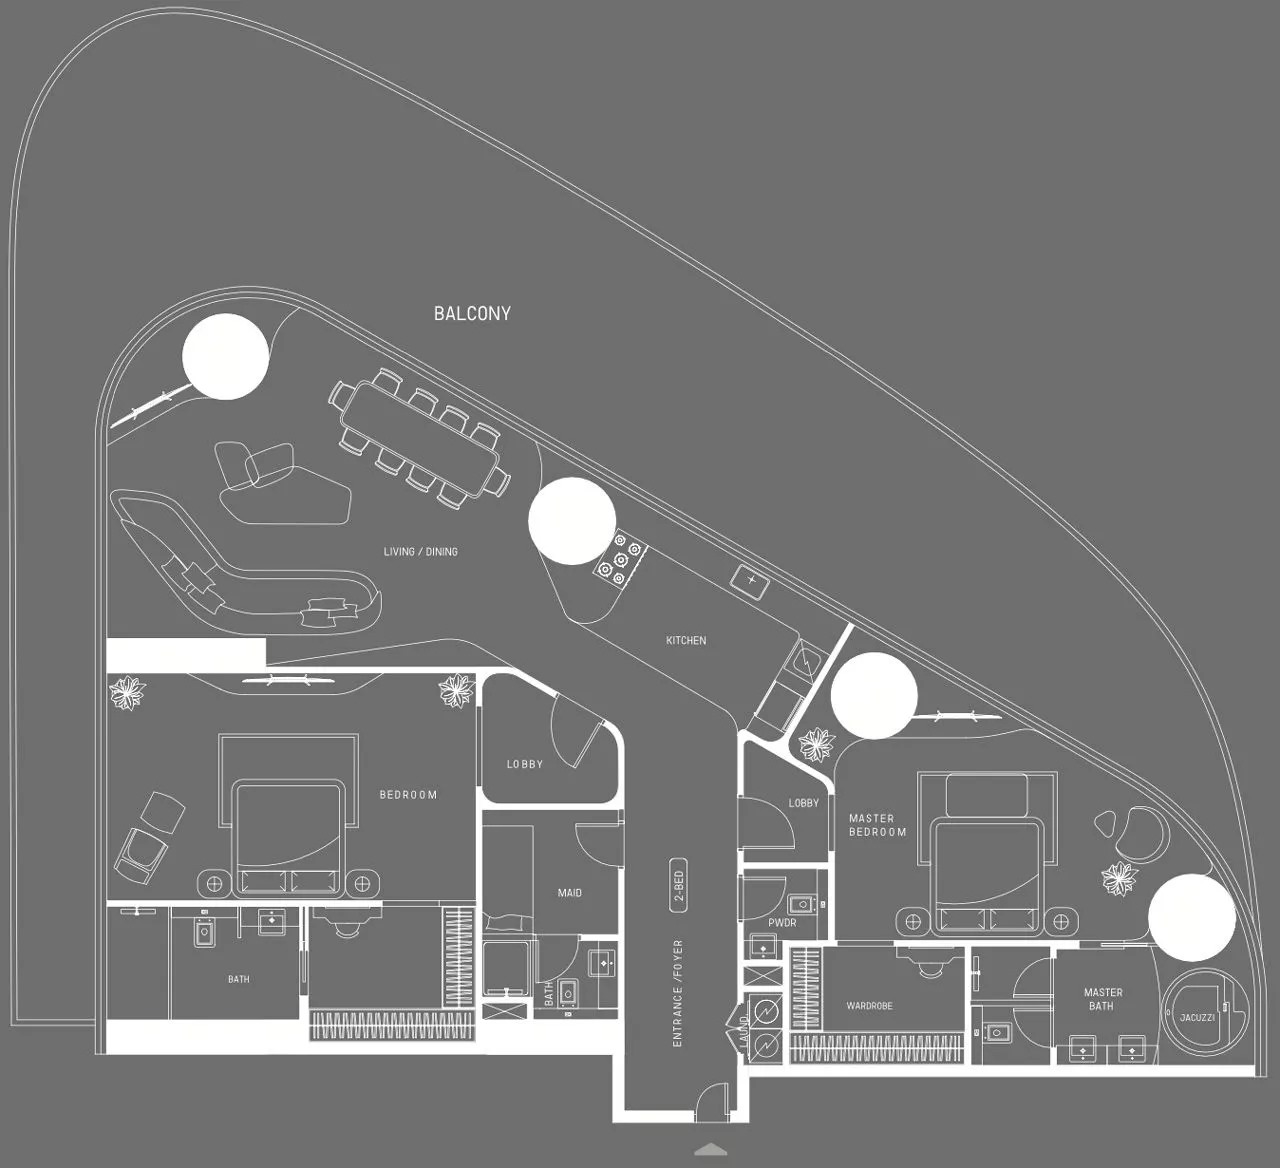 BALCONY
LIVING / DINING
KITCHEN
LOBBY
BEDROOM
LOBBY
MASTER
BEDROOM
MAID
2-BED
PWDR
ENTRANCE /FOYER
BATH
BATH
WARDROBE
MASTER
BATH
JACUZZI
LAUND.